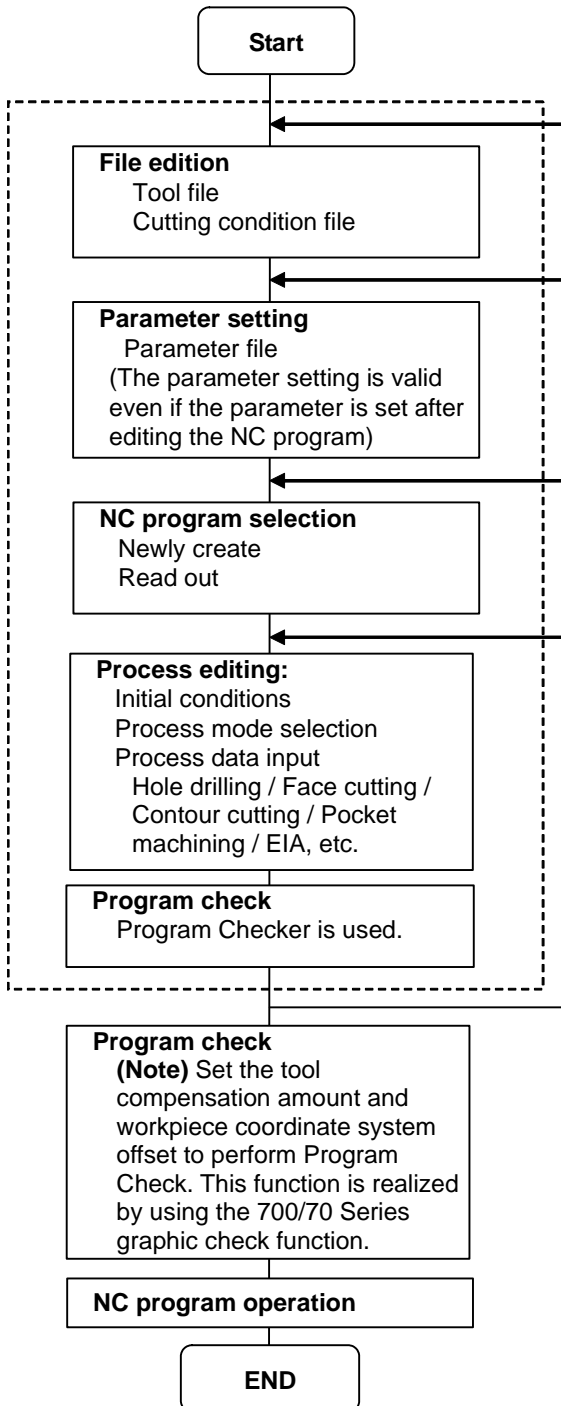 Start
File edition
Tool file
Cutting condition file
Parameter setting
Parameter file
(The parameter setting is valid
even if the parameter is set after
editing the NC program)
NC program selection
Newly create
Read out
Process editing:
Initial conditions
Process mode selection
Process data input
Hole drilling / Face cutting /
Contour cutting / Pocket
machining / EIA, etc.
Program check
Program Checker is used.
Program check
(Note) Set the tool
compensation amount and
workpiece coordinate system
offset to perform Program
Check. This function is realized
by using the 700/70 Series
graphic check function.
NC program operation
END